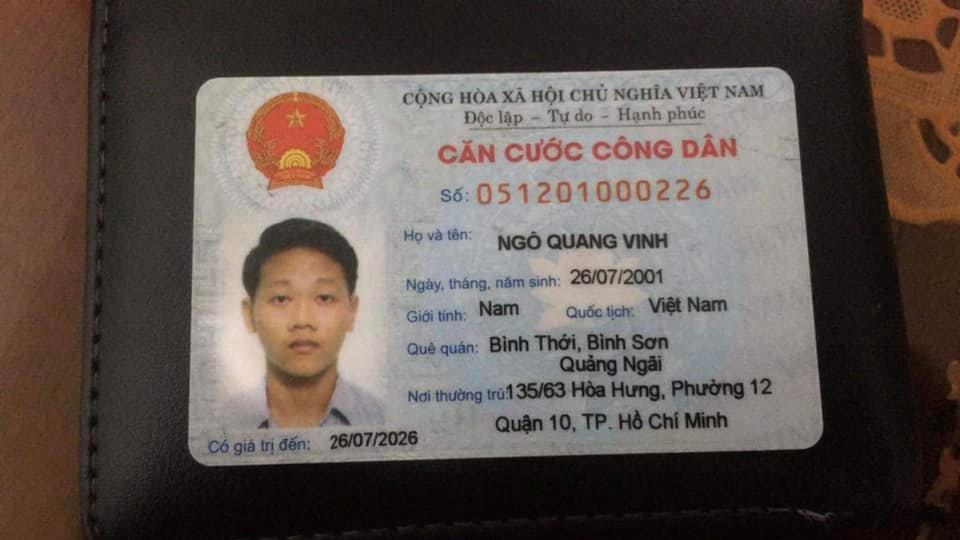 CỘNG HÒA XÃ HỘI CHỦ NGHĨA VIỆT NAM
Độc lập - Tự do - Hạnh phúc
CĂN CƯỚC CÔNG DÂN
Số: 051201000226
Họ và tên: NGÔ QUANG VINH
Ngày, tháng, năm sinh: 26/07/2001
Giới tính: Nam Quốc tịch: Việt Nam
Quê quán: Bình Thới, Bình Sơn
Quảng Ngãi
Nơi thường trú: 135/63 Hòa Hưng, Phường 12
Quận 10, TP. Hồ Chí Minh
Có giá trị đến: 26/07/2026